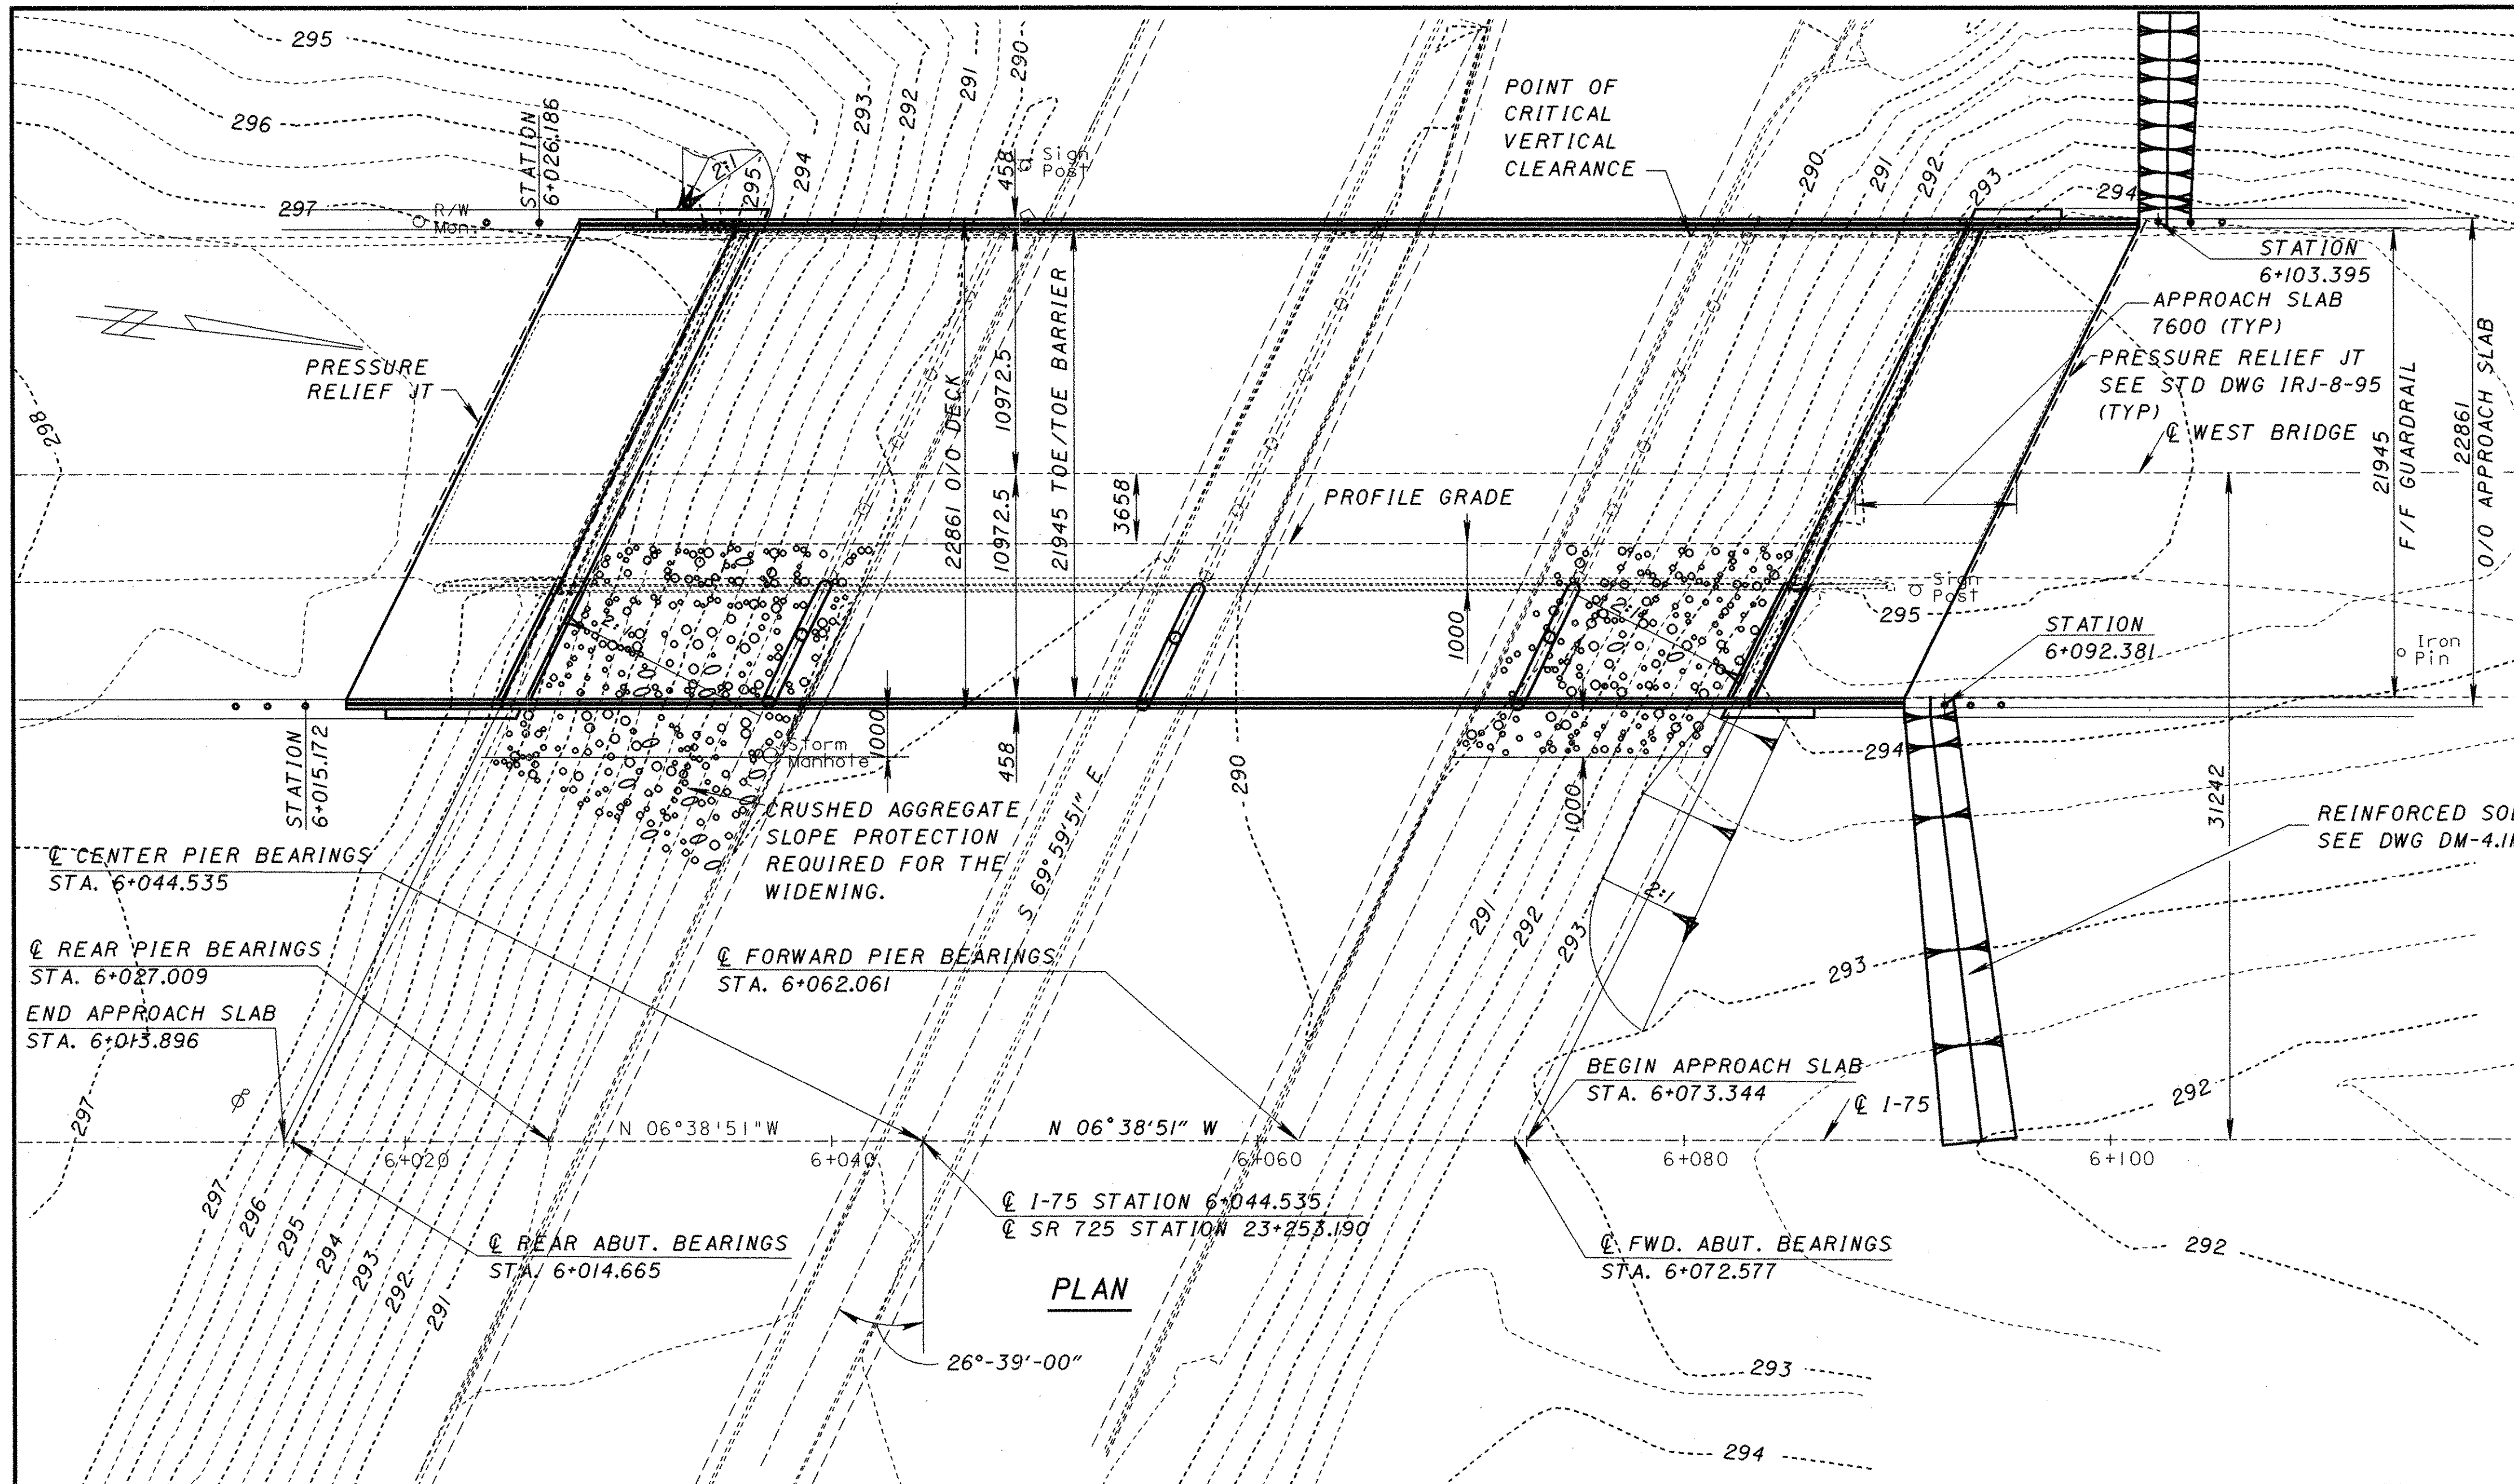 295
296
297
298
STATION
6+026.186
R/W
Mon.
2:1
295
294
293
292
291
290
458
Sign
Post
POINT OF
CRITICAL
VERTICAL
CLEARANCE
290
291
292
293
294
STATION
6+103.395
APPROACH SLAB
7600 (TYP)
PRESSURE RELIEF JT
SEE STD DWG IRJ-8-95
(TYP)
℄ WEST BRIDGE
21945
F/F GUARDRAIL
22861
O/O APPROACH SLAB
PRESSURE
RELIEF JT
22861 O/O DECK
10972.5
10972.5
21945 TOE/TOE BARRIER
3658
PROFILE GRADE
1000
2:1
Sign
Post
295
STATION
6+092.381
Iron
Pin
294
STATION
6+015.172
Storm
Manhole
1000
458
290
1000
31242
CRUSHED AGGREGATE
SLOPE PROTECTION
REQUIRED FOR THE
WIDENING.
S 69°59'51" E
REINFORCED SO
SEE DWG DM-4.1
℄ CENTER PIER BEARINGS
STA. 6+044.535
℄ REAR PIER BEARINGS
STA. 6+027.009
END APPROACH SLAB
STA. 6+013.896
℄ FORWARD PIER BEARINGS
STA. 6+062.061
291
292
293
2:1
293
BEGIN APPROACH SLAB
STA. 6+073.344
℄ I-75
292
297
N 06°38'51"W
N 06°38'51" W
6+020
6+040
6+060
6+080
6+100
297
296
295
294
293
292
291
℄ REAR ABUT. BEARINGS
STA. 6+014.665
℄ I-75 STATION 6+044.535
℄ SR 725 STATION 23+253.190
℄ FWD. ABUT. BEARINGS
STA. 6+072.577
292
PLAN
26°-39'-00"
293
294